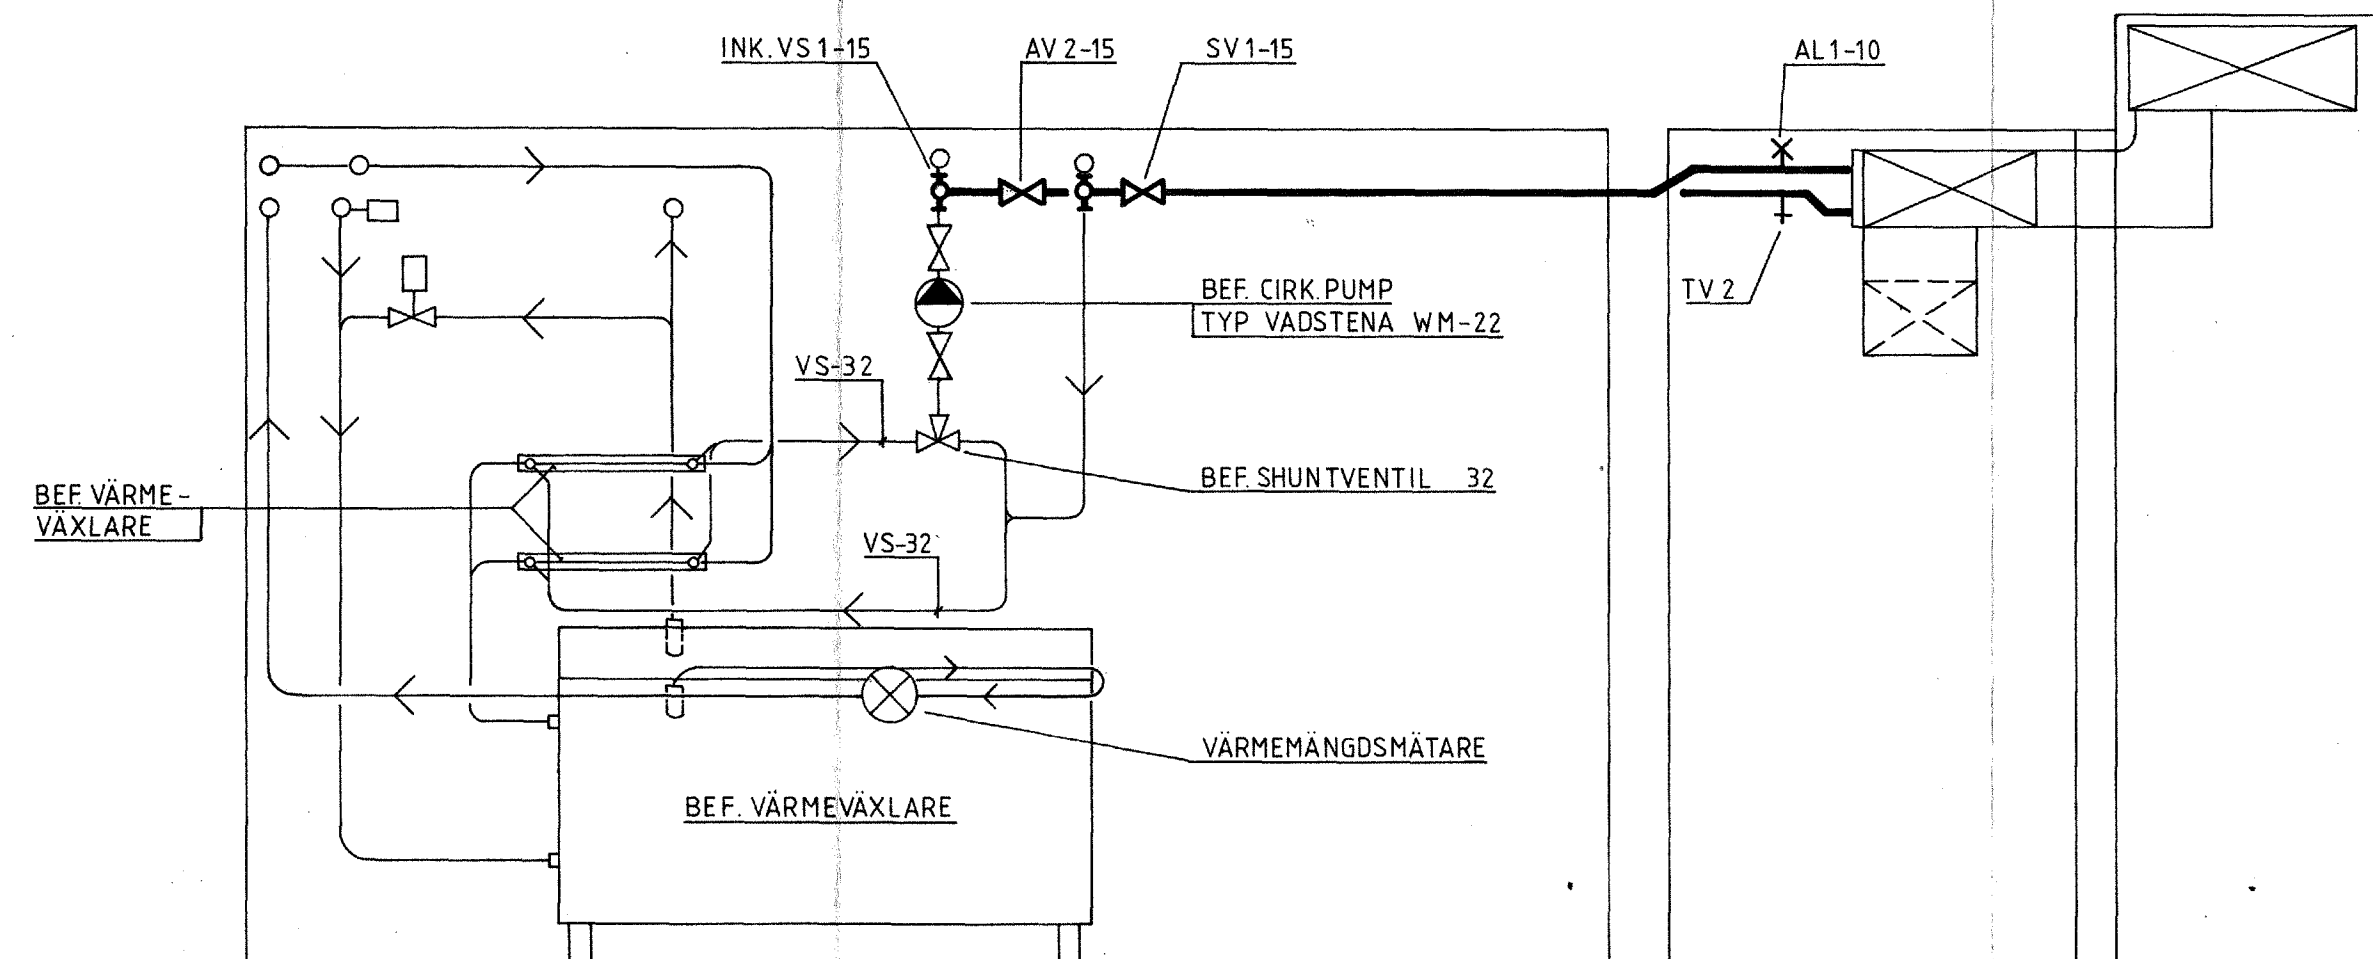 INK. VS 1-15
AV 2-15
SV 1-15
AL 1-10
BEF. CIRK. PUMP
TYP VADSTENA WM-22
TV 2
VS-32
BEF. SHUNTVENTIL 32
BEF. VÄRME-
VÄXLARE
VS-32
VÄRMEMÄNGDSMÄTARE
BEF. VÄRMEVÄXLARE